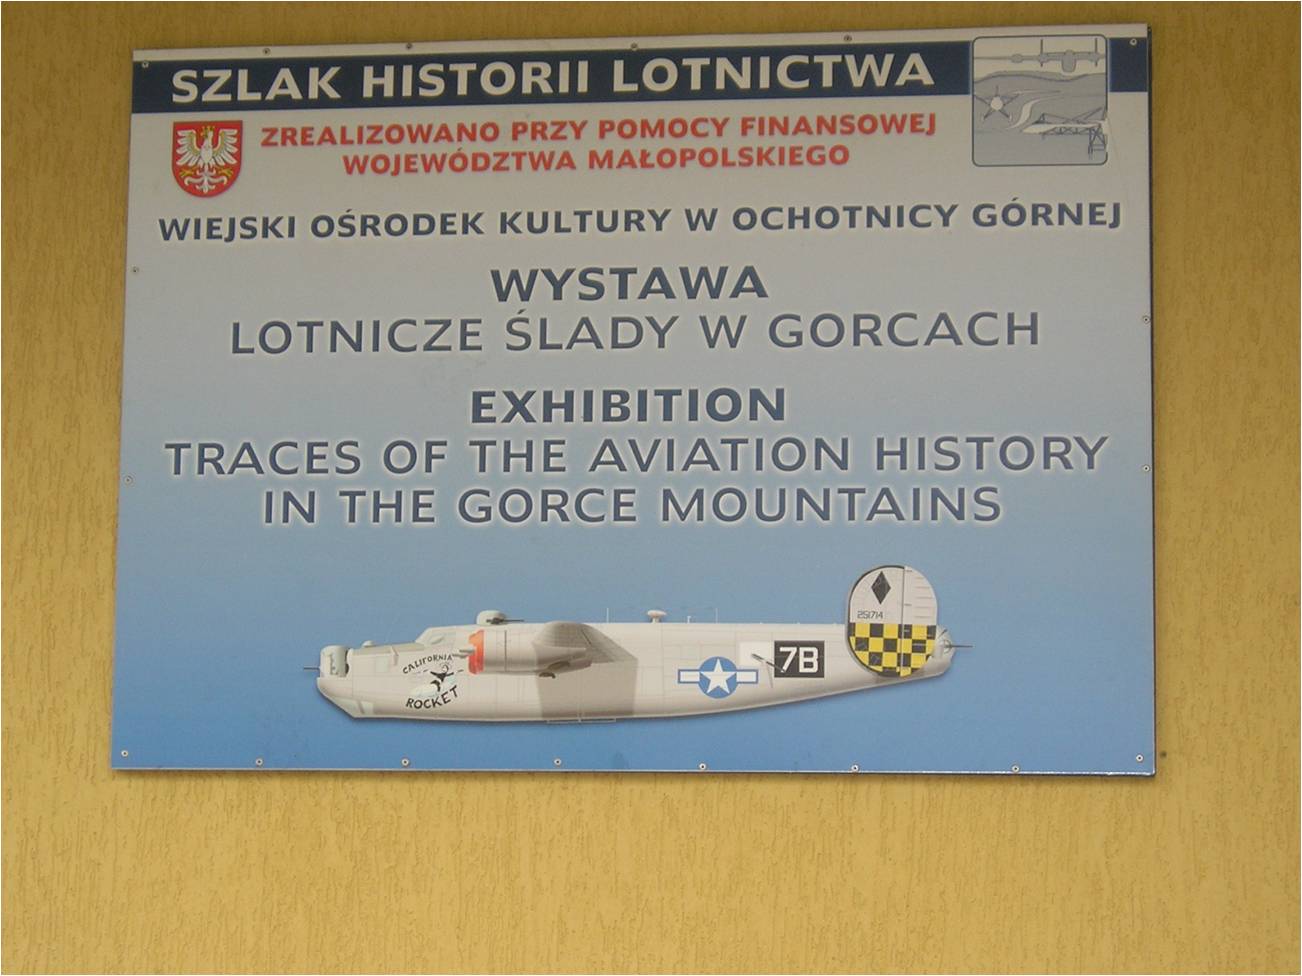 SZLAK HISTORII LOTNICTWA
ZREALIZOWANO PRZY POMOCY FINANSOWEJ
WOJEWÓDZTWA MAŁOPOLSKIEGO
WIEJSKI OŚRODEK KULTURY W OCHOTNICY GÓRNEJ
WYSTAWA
LOTNICZE ŚLADY W GORCACH
EXHIBITION
TRACES OF THE AVIATION HISTORY
IN THE GORCE MOUNTAINS
251714
7B
CALIFORNIA
ROCKET